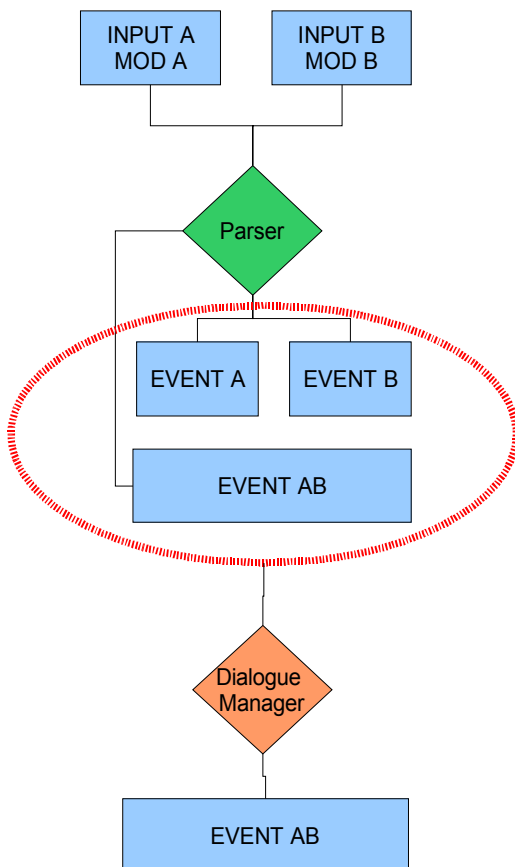 INPUT A
MOD A
INPUT B
MOD B
Parser
EVENT A
EVENT B
EVENT AB
Dialogue
Manager
EVENT AB